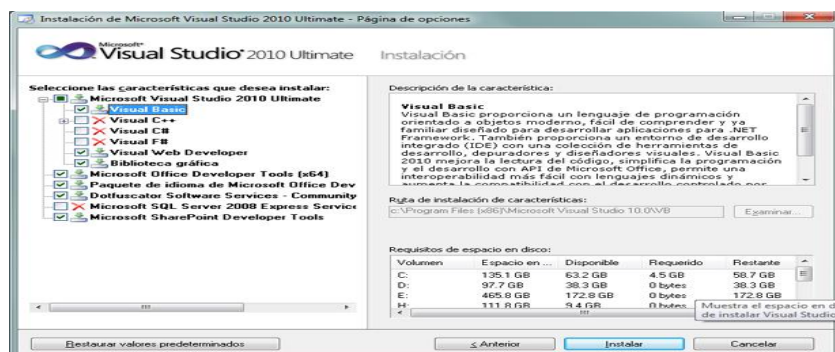 Instalación de Microsoft Visual Studio 2010 Ultimate - Página de opciones
Microsoft®
Visual Studio® 2010 Ultimate
Instalación
Seleccione las características que desea instalar:
Microsoft Visual Studio 2010 Ultimate
Visual Basic
Visual C++
Visual C#
Visual F#
Visual Web Developer
Biblioteca gráfica
Microsoft Office Developer Tools (x64)
Paquete de idioma de Microsoft Office Dev
Dotfuscator Software Services - Community
Microsoft SQL Server 2008 Express Service
Microsoft SharePoint Developer Tools
Descripción de la característica:
Visual Basic
Visual Basic proporciona un lenguaje de programación
orientado a objetos moderno, fácil de comprender y ya
familiar diseñado para desarrollar aplicaciones para .NET
Framework. También proporciona un entorno de desarrollo
integrado (IDE) con una colección de herramientas de
desarrollo, depuradores y diseñadores visuales. Visual Basic
2010 mejora la lectura del código, simplifica la programación
y el desarrollo con API de Microsoft Office, permite una
interoperabilidad más fácil con lenguajes dinámicos y
aumenta la compatibilidad con el desarrollo controlado por
Ruta de instalación de características:
c:\Program Files (x86)\Microsoft Visual Studio 10.0\VB
Examinar...
Requisitos de espacio en disco:
Volumen Espacio en ... Disponible Requerido Restante
C: 135.1 GB 63.2 GB 4.5 GB 58.7 GB
D: 97.7 GB 38.3 GB 0 bytes 38.3 GB
E: 465.8 GB 172.8 GB 0 bytes 172.8 GB
H: 111.8 GB 9.4 GB 0 bytes
Muestra el espacio en d
de instalar Visual Studio
Restaurar valores predeterminados
< Anterior
Instalar
Cancelar